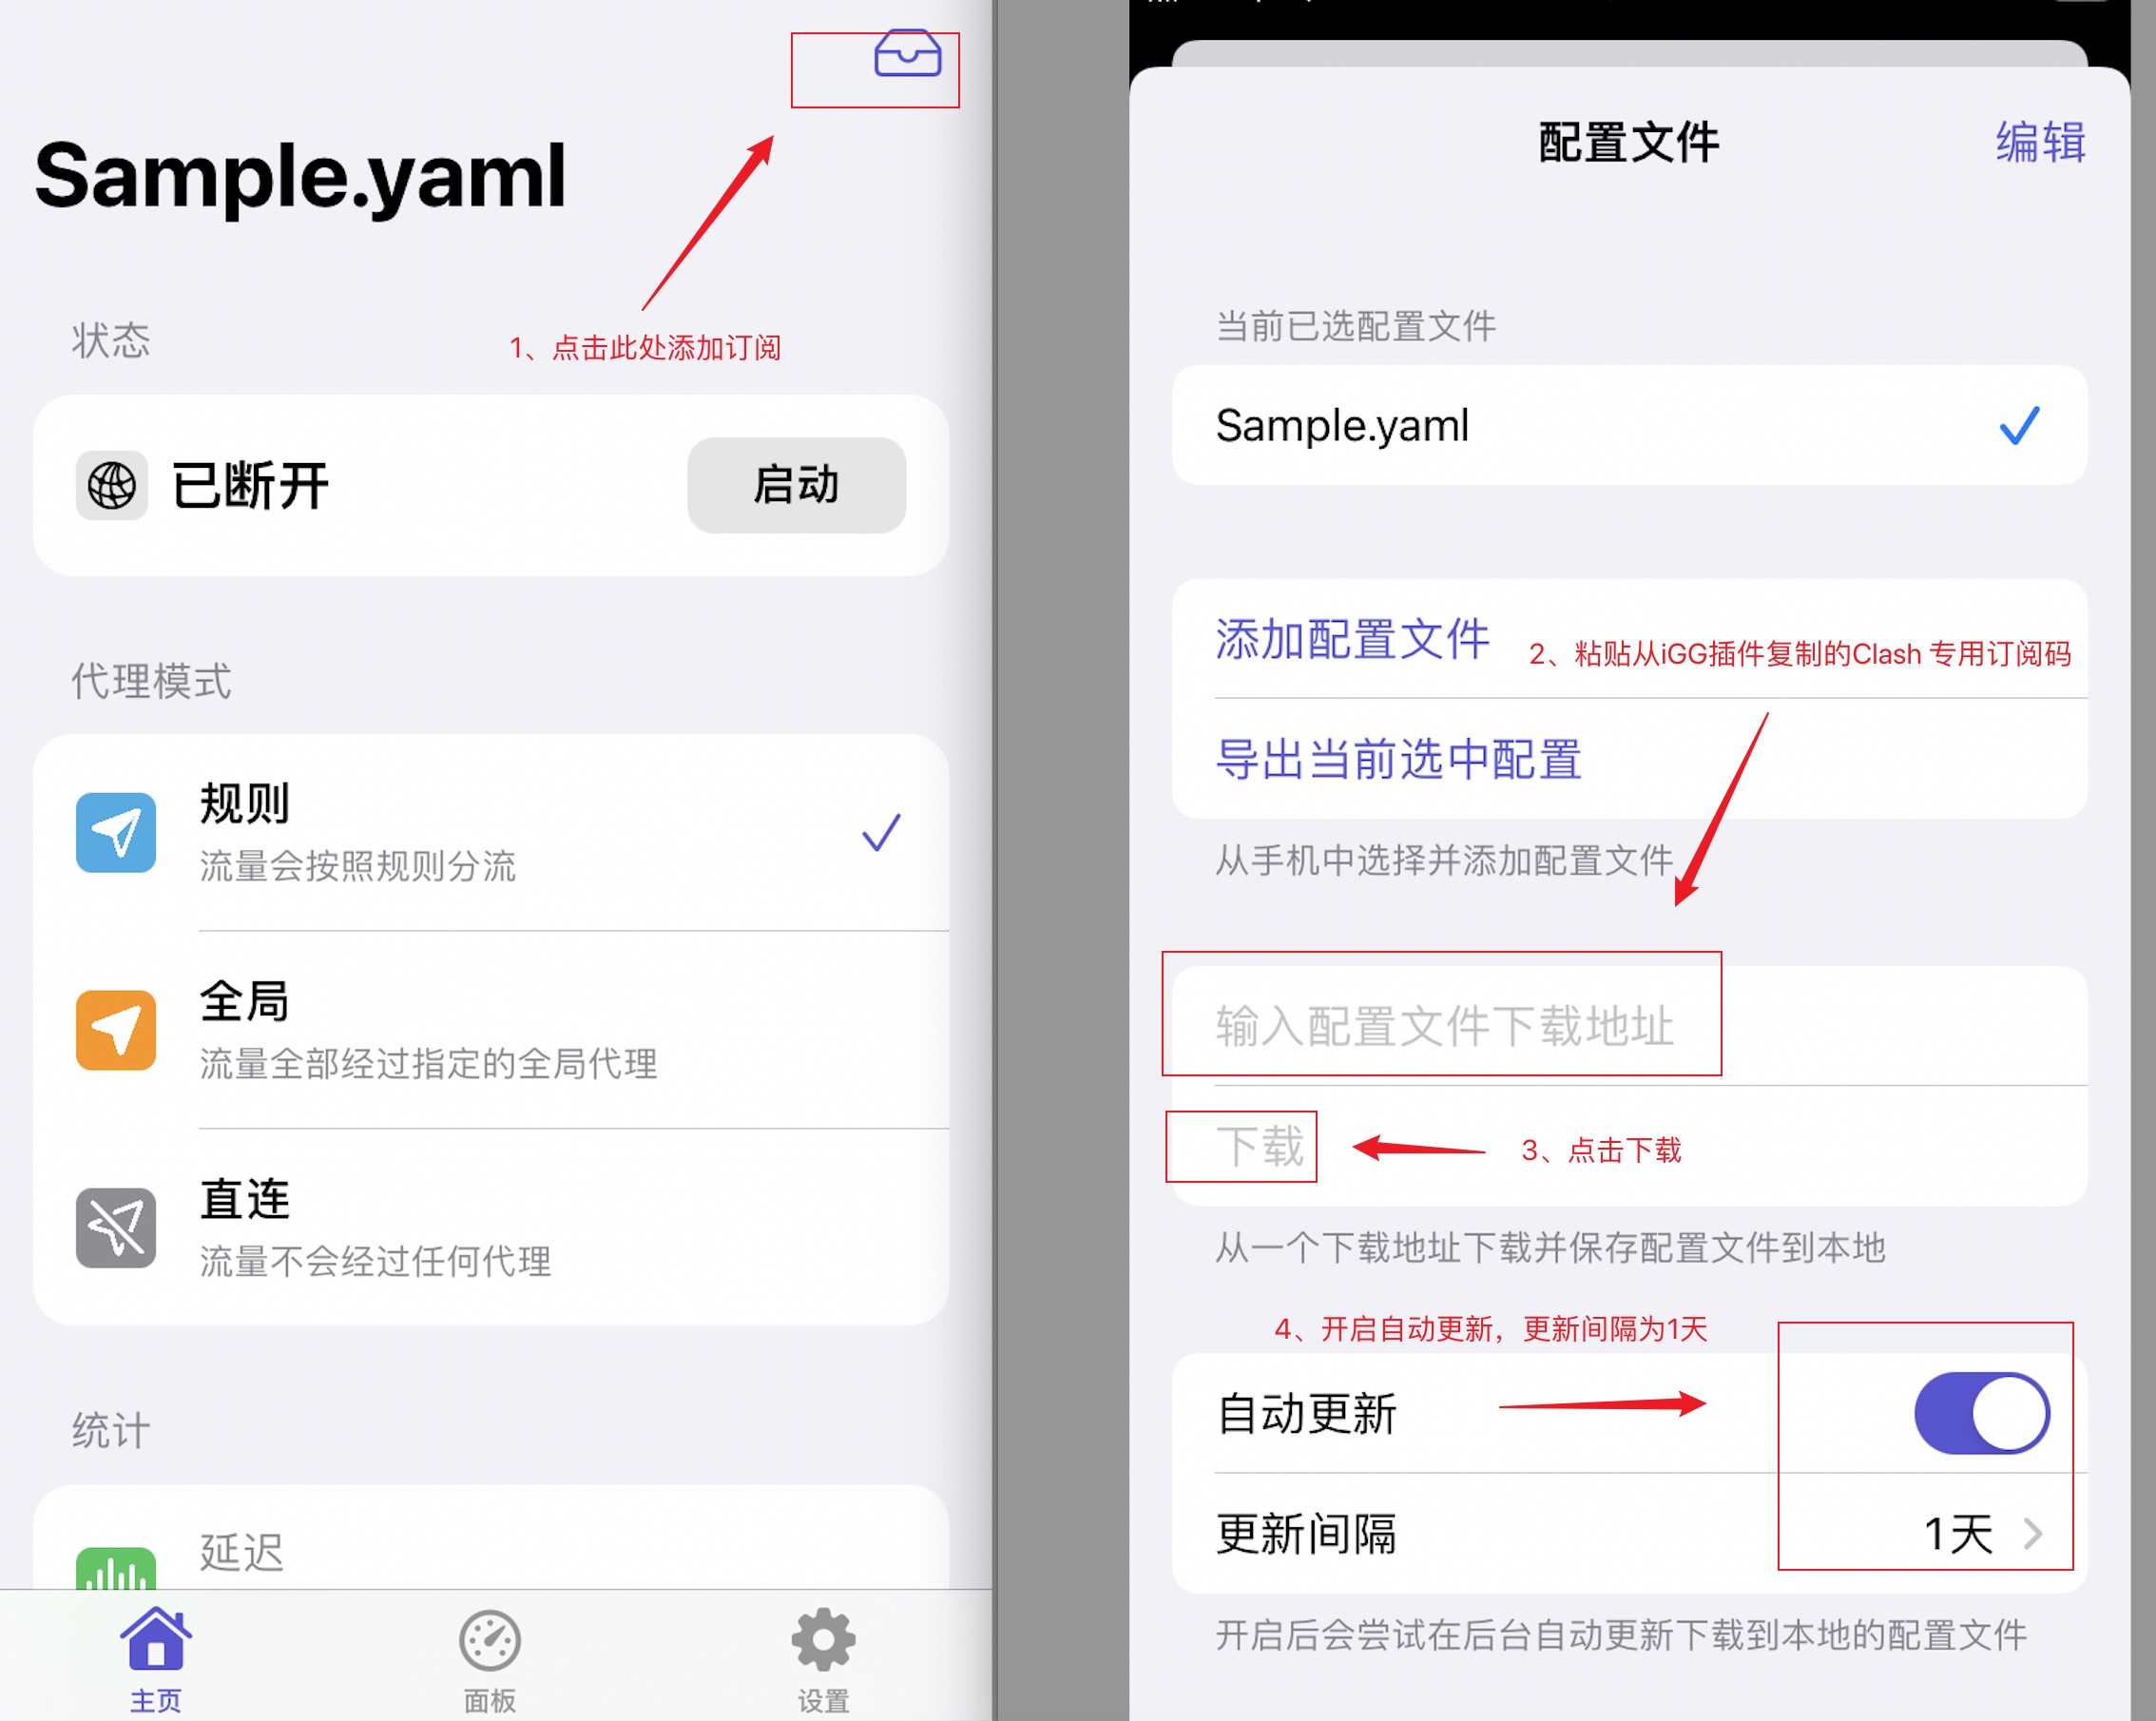 Sample.yaml
1、点击此处添加订阅
状态
已断开
启动
代理模式
规则
流量会按照规则分流
全局
流量全部经过指定的全局代理
直连
流量不会经过任何代理
统计
延迟
主页
面板
设置
配置文件
编辑
当前已选配置文件
Sample.yaml
添加配置文件
2、粘贴从iGG插件复制的Clash 专用订阅码
导出当前选中配置
从手机中选择并添加配置文件
输入配置文件下载地址
下载
3、点击下载
从一个下载地址下载并保存配置文件到本地
4、开启自动更新，更新间隔为1天
自动更新
更新间隔
1天
开启后会尝试在后台自动更新下载到本地的配置文件